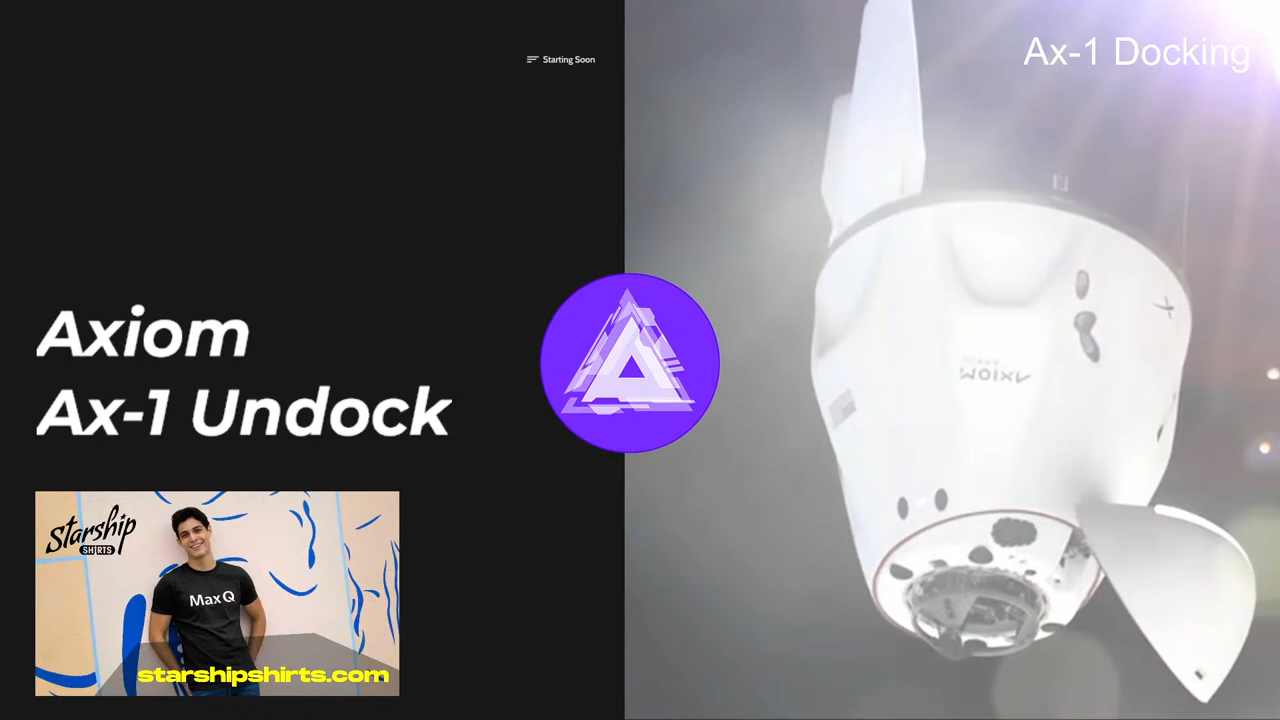 Starting Soon
Ax-1 Docking
Axiom
Ax-1 Undock
AXIOM
Starship
SHIRTS
Max Q
starshipshirts.com